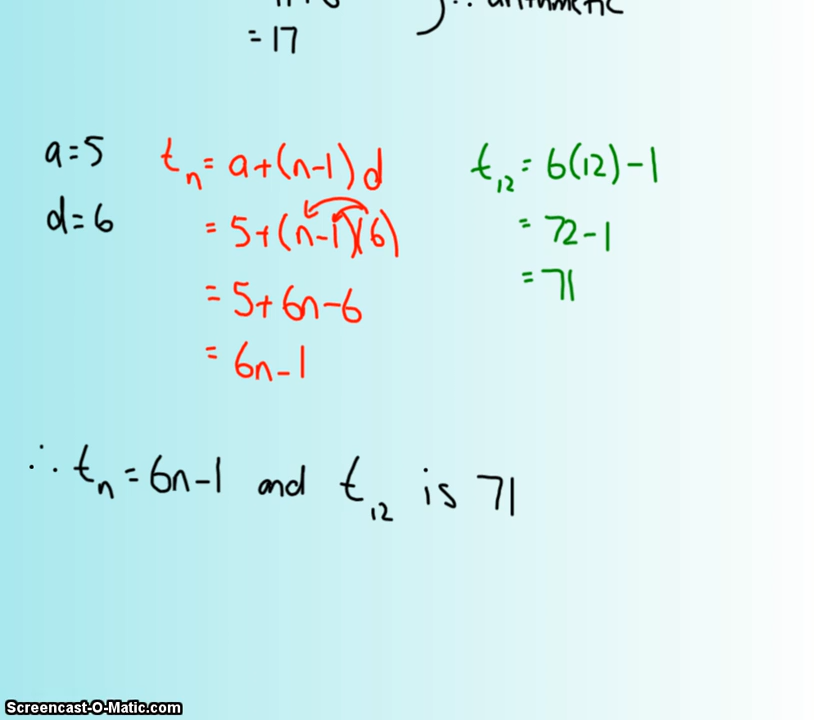 = 17
∴ arithmetic
a=5
d=6
tₙ = a+(n-1)d
= 5+(n-1)(6)
= 5+6n-6
= 6n-1
t₁₂ = 6(12)-1
= 72-1
= 71
∴ tₙ = 6n-1 and t₁₂ is 71
Screencast-O-Matic.com